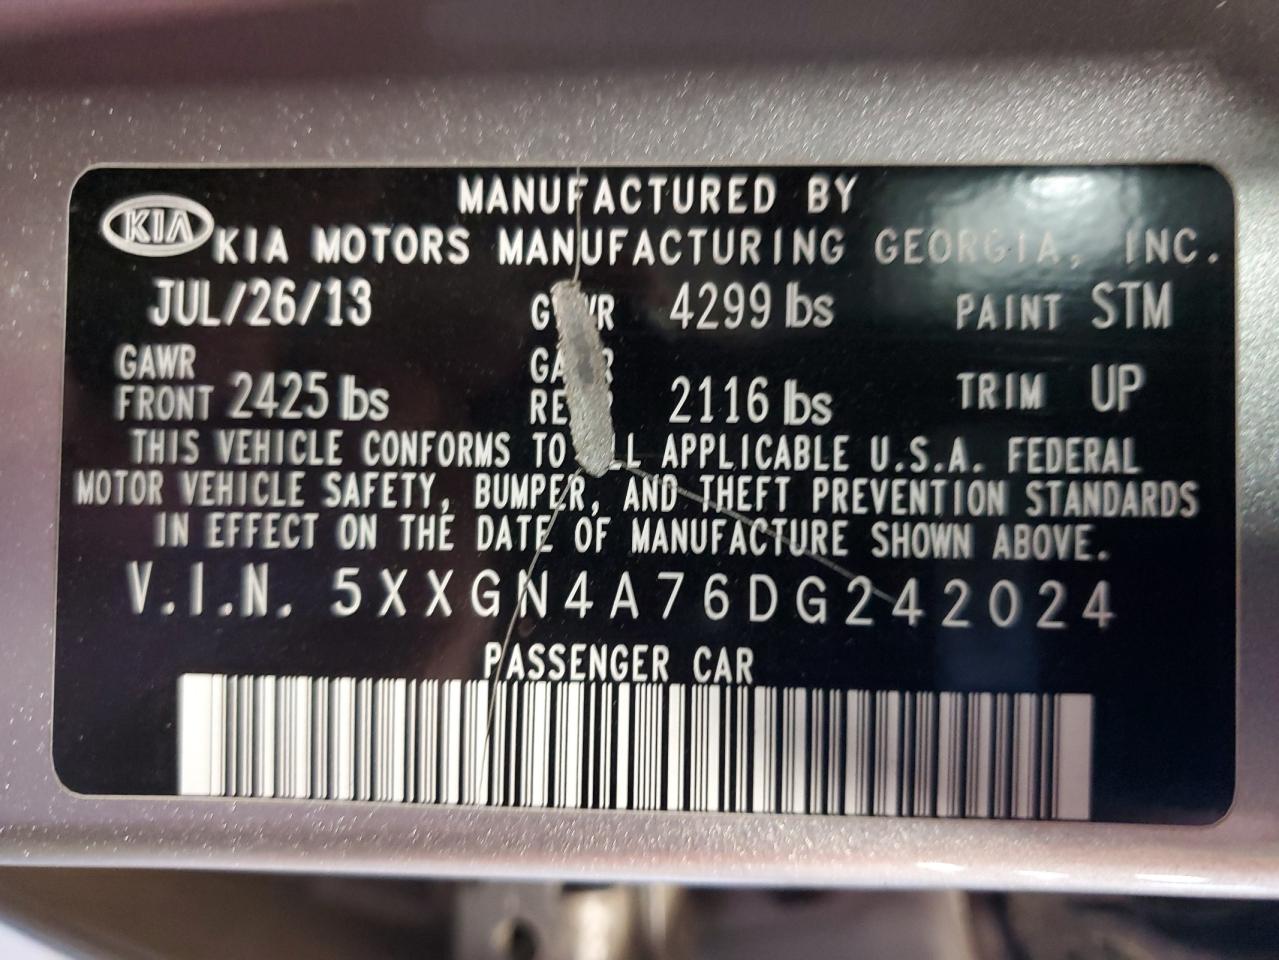 MANUFACTURED BY
KIA KIA MOTORS MANUFACTURING GEORGIA, INC.
JUL/26/13 GVWR 4299 lbs PAINT STM
GAWR GAWR
FRONT 2425 lbs REAR 2116 lbs TRIM UP
THIS VEHICLE CONFORMS TO ALL APPLICABLE U.S.A. FEDERAL
MOTOR VEHICLE SAFETY, BUMPER, AND THEFT PREVENTION STANDARDS
IN EFFECT ON THE DATE OF MANUFACTURE SHOWN ABOVE.
V.I.N. 5XXGN4A76DG242024
PASSENGER CAR